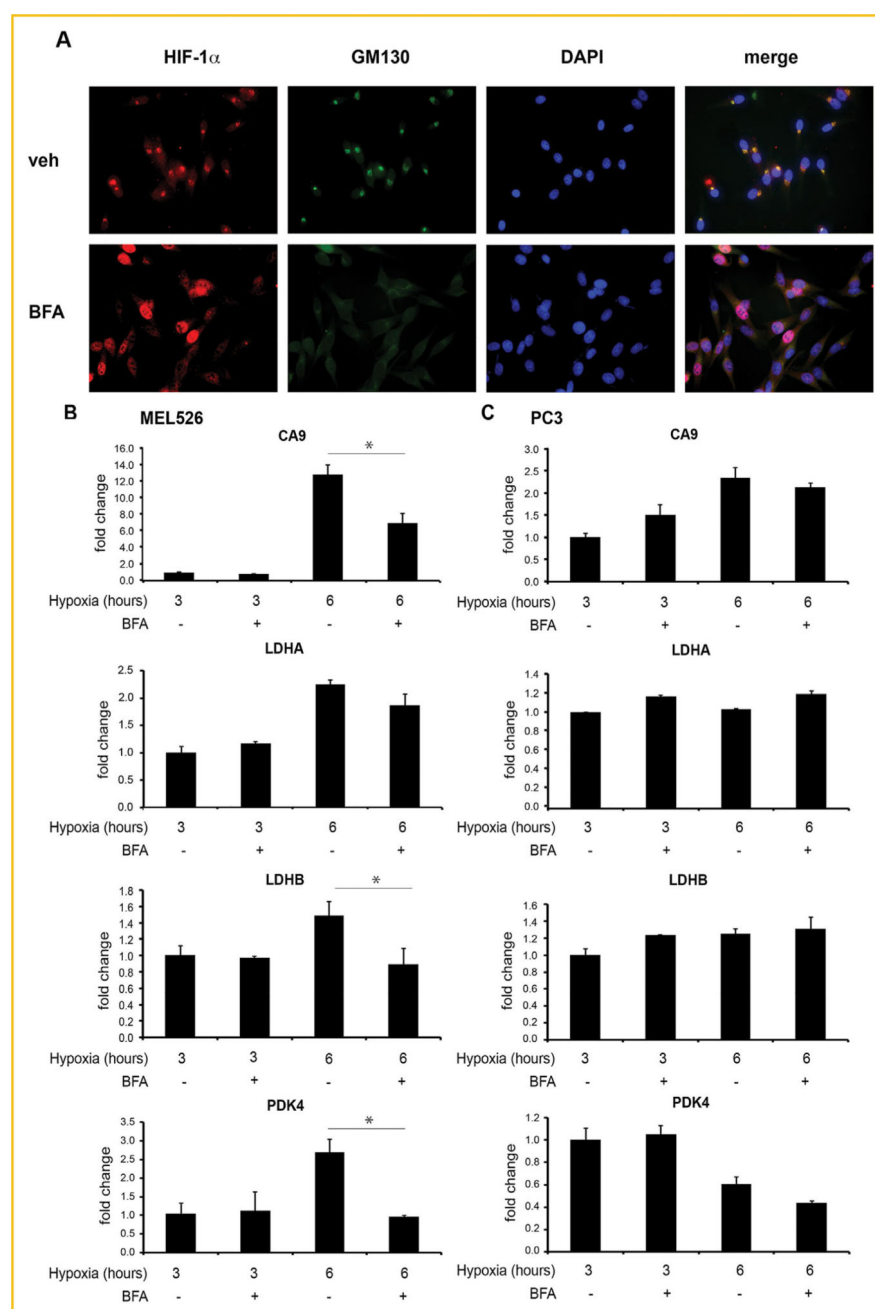 A
HIF-1α GM130 DAPI merge
veh
BFA
B MEL526
CA9
fold change
16.0
14.0
12.0
10.0
8.0
6.0
4.0
2.0
0.0
Hypoxia (hours) 3 3 6 6
BFA - + - +
*
LDHA
fold change
2.5
2.0
1.5
1.0
0.5
0.0
Hypoxia (hours) 3 3 6 6
BFA - + - +
LDHB
fold change
1.8
1.6
1.4
1.2
1.0
0.8
0.6
0.4
0.2
0.0
Hypoxia (hours) 3 3 6 6
BFA - + - +
*
PDK4
fold change
3.5
3.0
2.5
2.0
1.5
1.0
0.5
0.0
Hypoxia (hours) 3 3 6 6
BFA - + - +
*
C PC3
CA9
fold change
3.0
2.5
2.0
1.5
1.0
0.5
0.0
Hypoxia (hours) 3 3 6 6
BFA - + - +
LDHA
fold change
1.4
1.2
1.0
0.8
0.6
0.4
0.2
0.0
Hypoxia (hours) 3 3 6 6
BFA - + - +
LDHB
fold change
1.6
1.4
1.2
1.0
0.8
0.6
0.4
0.2
0.0
Hypoxia (hours) 3 3 6 6
BFA - + - +
PDK4
fold change
1.2
1.0
0.8
0.6
0.4
0.2
0.0
Hypoxia (hours) 3 3 6 6
BFA - + - +